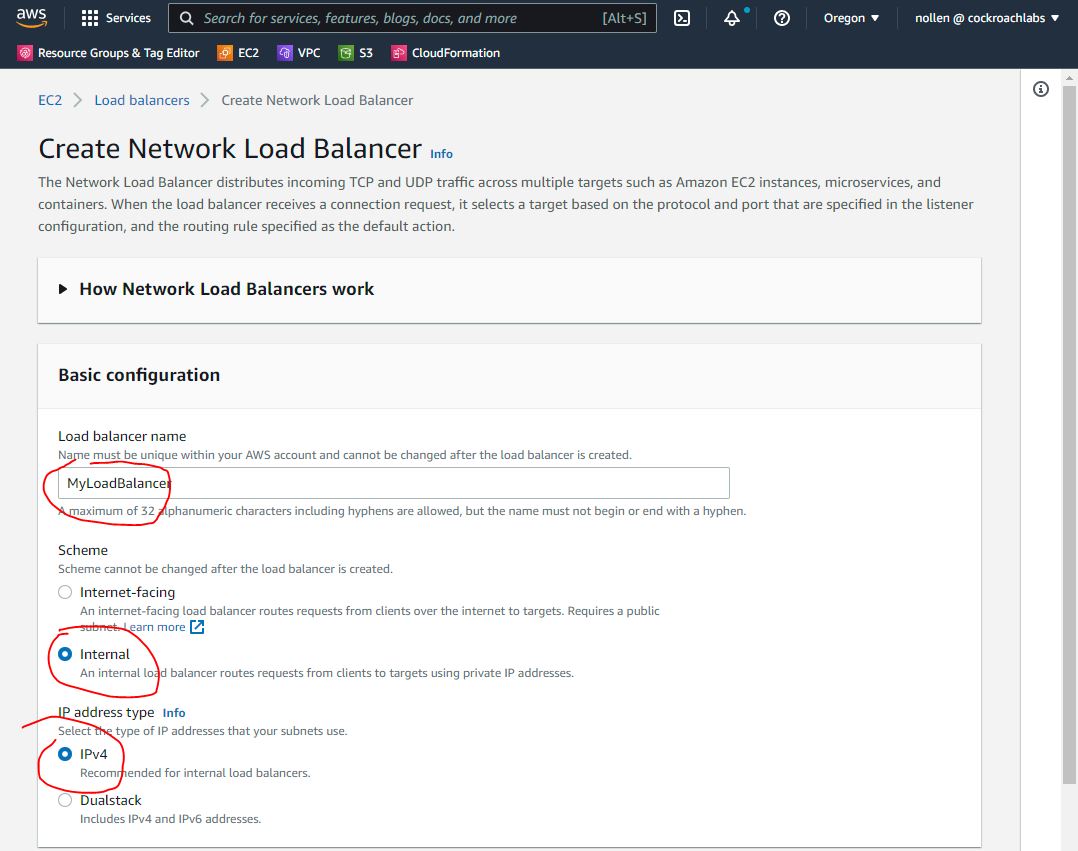 aws Services Search for services, features, blogs, docs, and more [Alt+S] Oregon ▼ nollen @ cockroachlabs ▼
Resource Groups & Tag Editor EC2 VPC S3 CloudFormation
EC2 > Load balancers > Create Network Load Balancer
Create Network Load Balancer Info
The Network Load Balancer distributes incoming TCP and UDP traffic across multiple targets such as Amazon EC2 instances, microservices, and
containers. When the load balancer receives a connection request, it selects a target based on the protocol and port that are specified in the listener
configuration, and the routing rule specified as the default action.
▶ How Network Load Balancers work
Basic configuration
Load balancer name
Name must be unique within your AWS account and cannot be changed after the load balancer is created.
MyLoadBalancer
A maximum of 32 alphanumeric characters including hyphens are allowed, but the name must not begin or end with a hyphen.
Scheme
Scheme cannot be changed after the load balancer is created.
Internet-facing
An internet-facing load balancer routes requests from clients over the internet to targets. Requires a public
subnet. Learn more
Internal
An internal load balancer routes requests from clients to targets using private IP addresses.
IP address type Info
Select the type of IP addresses that your subnets use.
IPv4
Recommended for internal load balancers.
Dualstack
Includes IPv4 and IPv6 addresses.